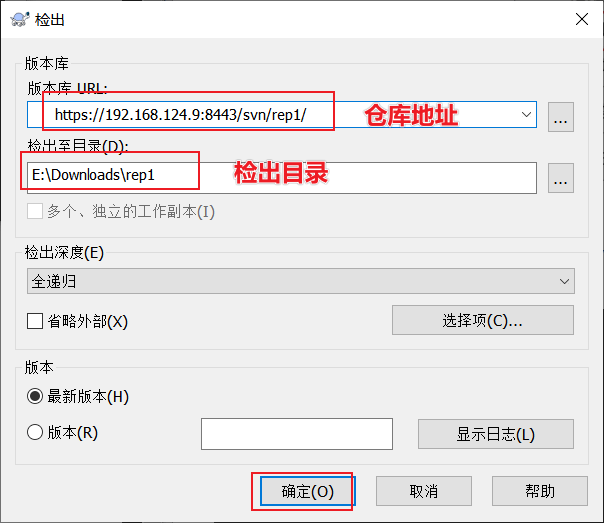 检出
版本库
版本库 URL:
https://192.168.124.9:8443/svn/rep1/
仓库地址
...
检出至目录(D):
E:\Downloads\rep1
检出目录
...
多个、独立的工作副本(I)
检出深度(E)
全递归
省略外部(X)
选择项(C)...
版本
最新版本(H)
版本(R)
显示日志(L)
确定(O)
取消
帮助